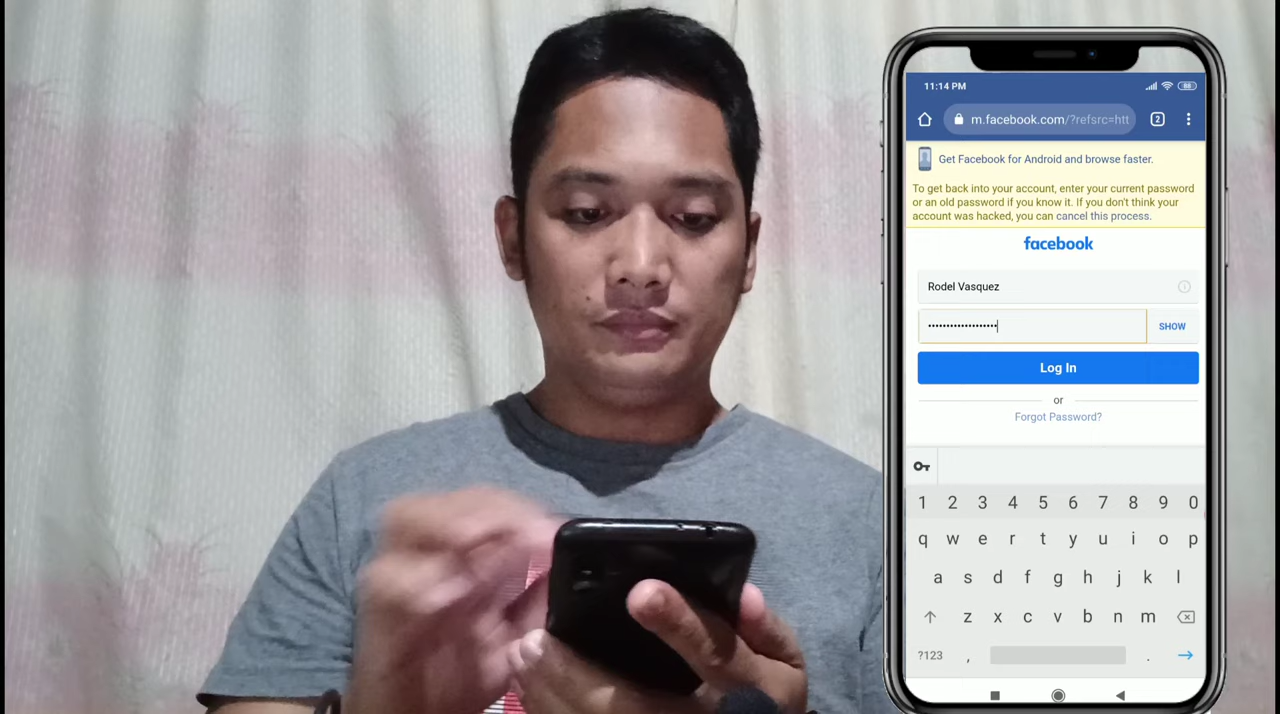 11:14 PM
88
m.facebook.com/?refsrc=htt
2
Get Facebook for Android and browse faster.
To get back into your account, enter your current password
or an old password if you know it. If you don't think your
account was hacked, you can cancel this process.
facebook
Rodel Vasquez
•••••••••••••••••••
SHOW
Log In
or
Forgot Password?
1 2 3 4 5 6 7 8 9 0
q w e r t y u i o p
a s d f g h j k l
z x c v b n m
?123 , .